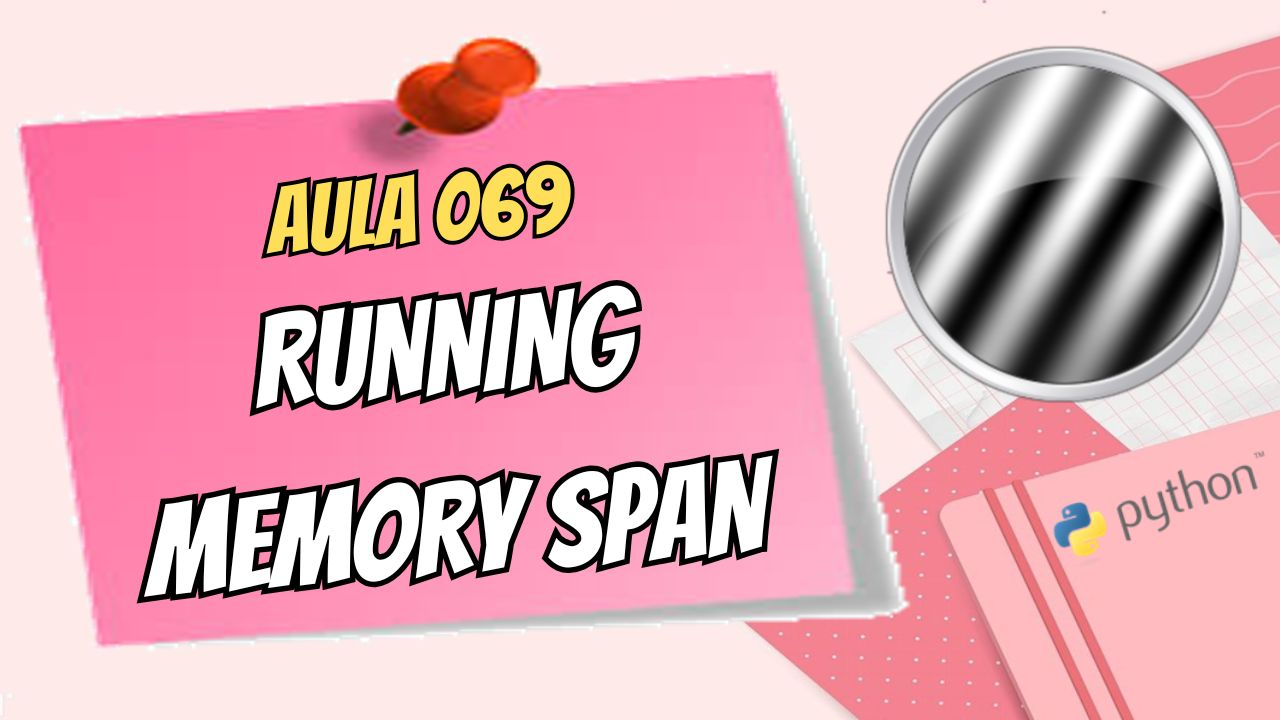 AULA 069
RUNNING
MEMORY SPAN
python™